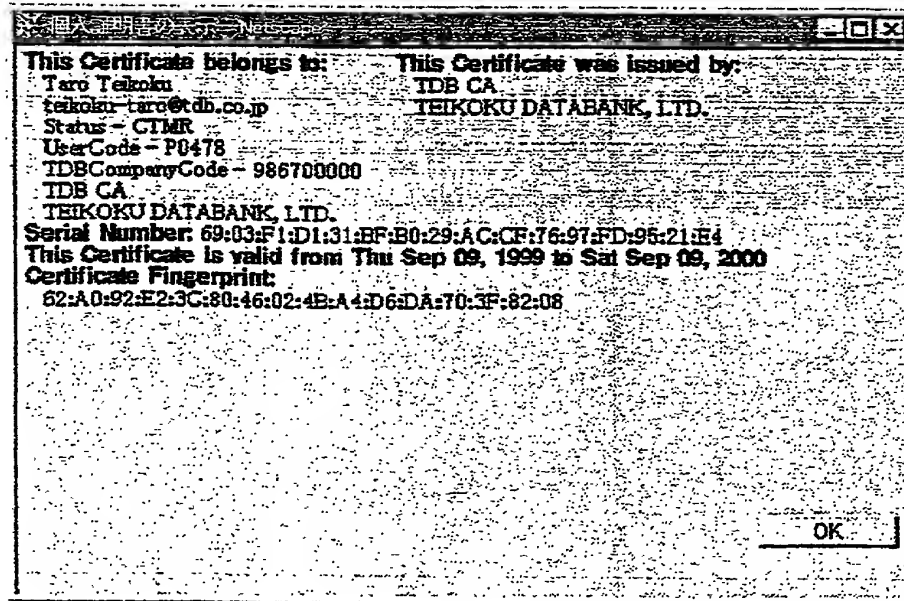 This Certificate belongs to:
Taro Teikoku
teikoku-taro@tdb.co.jp
Status - CTMR
UserCode - P0478
TDBCompanyCode - 986700000
TDB CA
TEIKOKU DATABANK, LTD.
This Certificate was issued by:
TDB CA
TEIKOKU DATABANK, LTD.
Serial Number: 69:03:F1:D1:31:BF:B0:29:AC:CF:76:97:FD:95:21:E4
This Certificate is valid from Thu Sep 09, 1999 to Sat Sep 09, 2000
Certificate Fingerprint:
62:A0:92:E2:3C:80:46:02:4B:A4:D6:DA:70:3F:82:08
OK